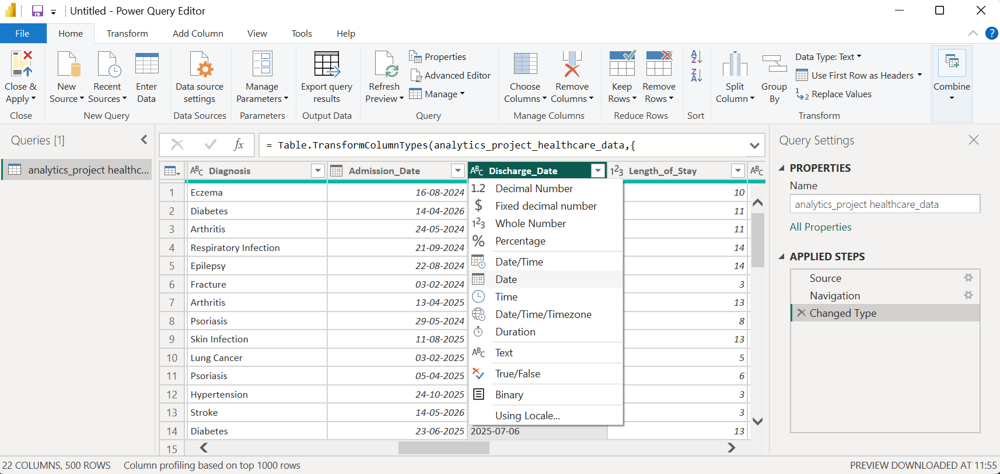 Untitled - Power Query Editor
File Home Transform Add Column View Tools Help
Close & Apply
New Source
Recent Sources
Enter Data
Data source settings
Manage Parameters
Export query results
Refresh Preview
Properties
Advanced Editor
Manage
Choose Columns
Remove Columns
Keep Rows
Remove Rows
Split Column
Group By
Data Type: Text
Use First Row as Headers
Replace Values
Combine
Close New Query Data Sources Parameters Output Data Query Manage Columns Reduce Rows Sort Transform
Queries [1]
analytics_project healthc...
fx
= Table.TransformColumnTypes(analytics_project_healthcare_data,{
ABC Diagnosis Admission_Date ABC Discharge_Date 123 Length_of_Stay ABC
1 Eczema 16-08-2024 10
2 Diabetes 14-04-2026 11
3 Arthritis 24-05-2024 11
4 Respiratory Infection 21-09-2024 14
5 Epilepsy 22-08-2024 14
6 Fracture 03-02-2024 3
7 Arthritis 13-04-2025 13
8 Psoriasis 29-05-2024 8
9 Skin Infection 11-08-2025 13
10 Lung Cancer 03-02-2025 5
11 Psoriasis 05-04-2025 6
12 Hypertension 24-10-2025 3
13 Stroke 14-05-2026 3
14 Diabetes 23-06-2025 2025-07-06 13
15
1.2 Decimal Number
$ Fixed decimal number
123 Whole Number
% Percentage
Date/Time
Date
Time
Date/Time/Timezone
Duration
ABC Text
True/False
Binary
Using Locale...
Query Settings
PROPERTIES
Name
analytics_project healthcare_data
All Properties
APPLIED STEPS
Source
Navigation
Changed Type
22 COLUMNS, 500 ROWS Column profiling based on top 1000 rows PREVIEW DOWNLOADED AT 11:55